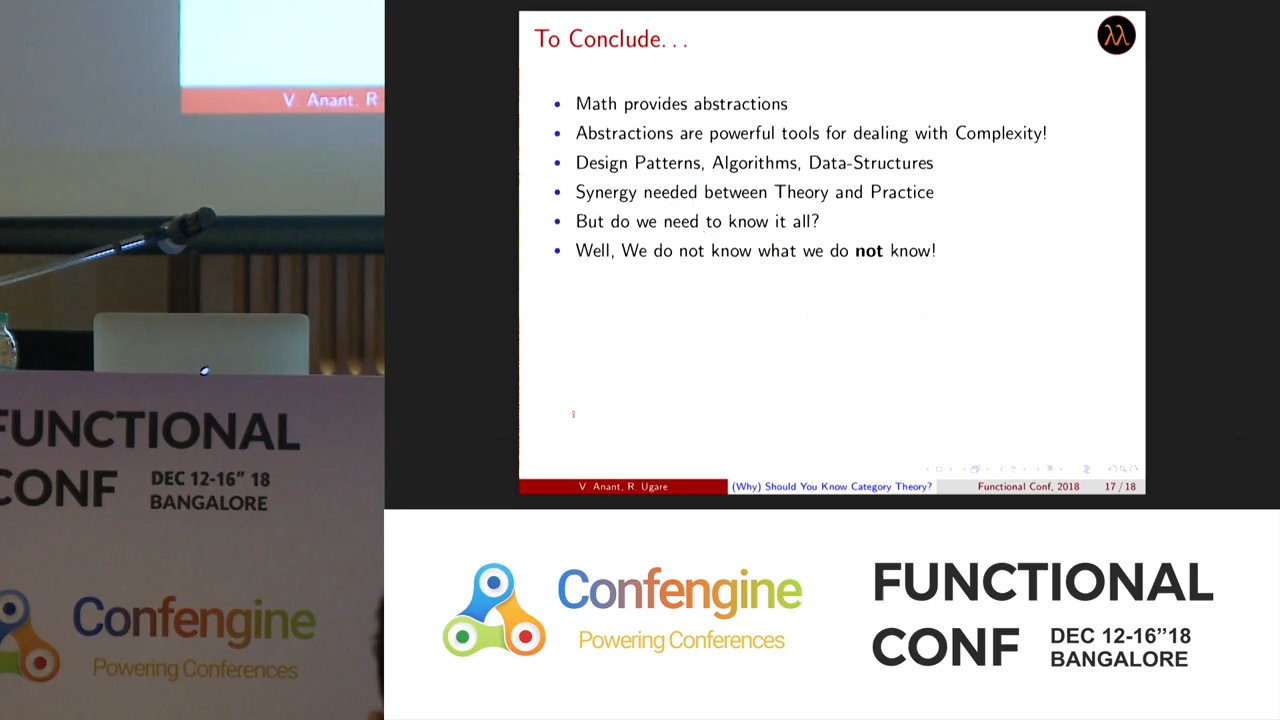 V. Anant, R
FUNCTIONAL
CONF DEC 12-16" 18
BANGALORE
Confengine
Powering Conferences
To Conclude...
λλ
• Math provides abstractions
• Abstractions are powerful tools for dealing with Complexity!
• Design Patterns, Algorithms, Data-Structures
• Synergy needed between Theory and Practice
• But do we need to know it all?
• Well, We do not know what we do not know!
V. Anant, R. Ugare (Why) Should You Know Category Theory? Functional Conf, 2018 17 / 18
Confengine
Powering Conferences
FUNCTIONAL
CONF DEC 12-16"18
BANGALORE